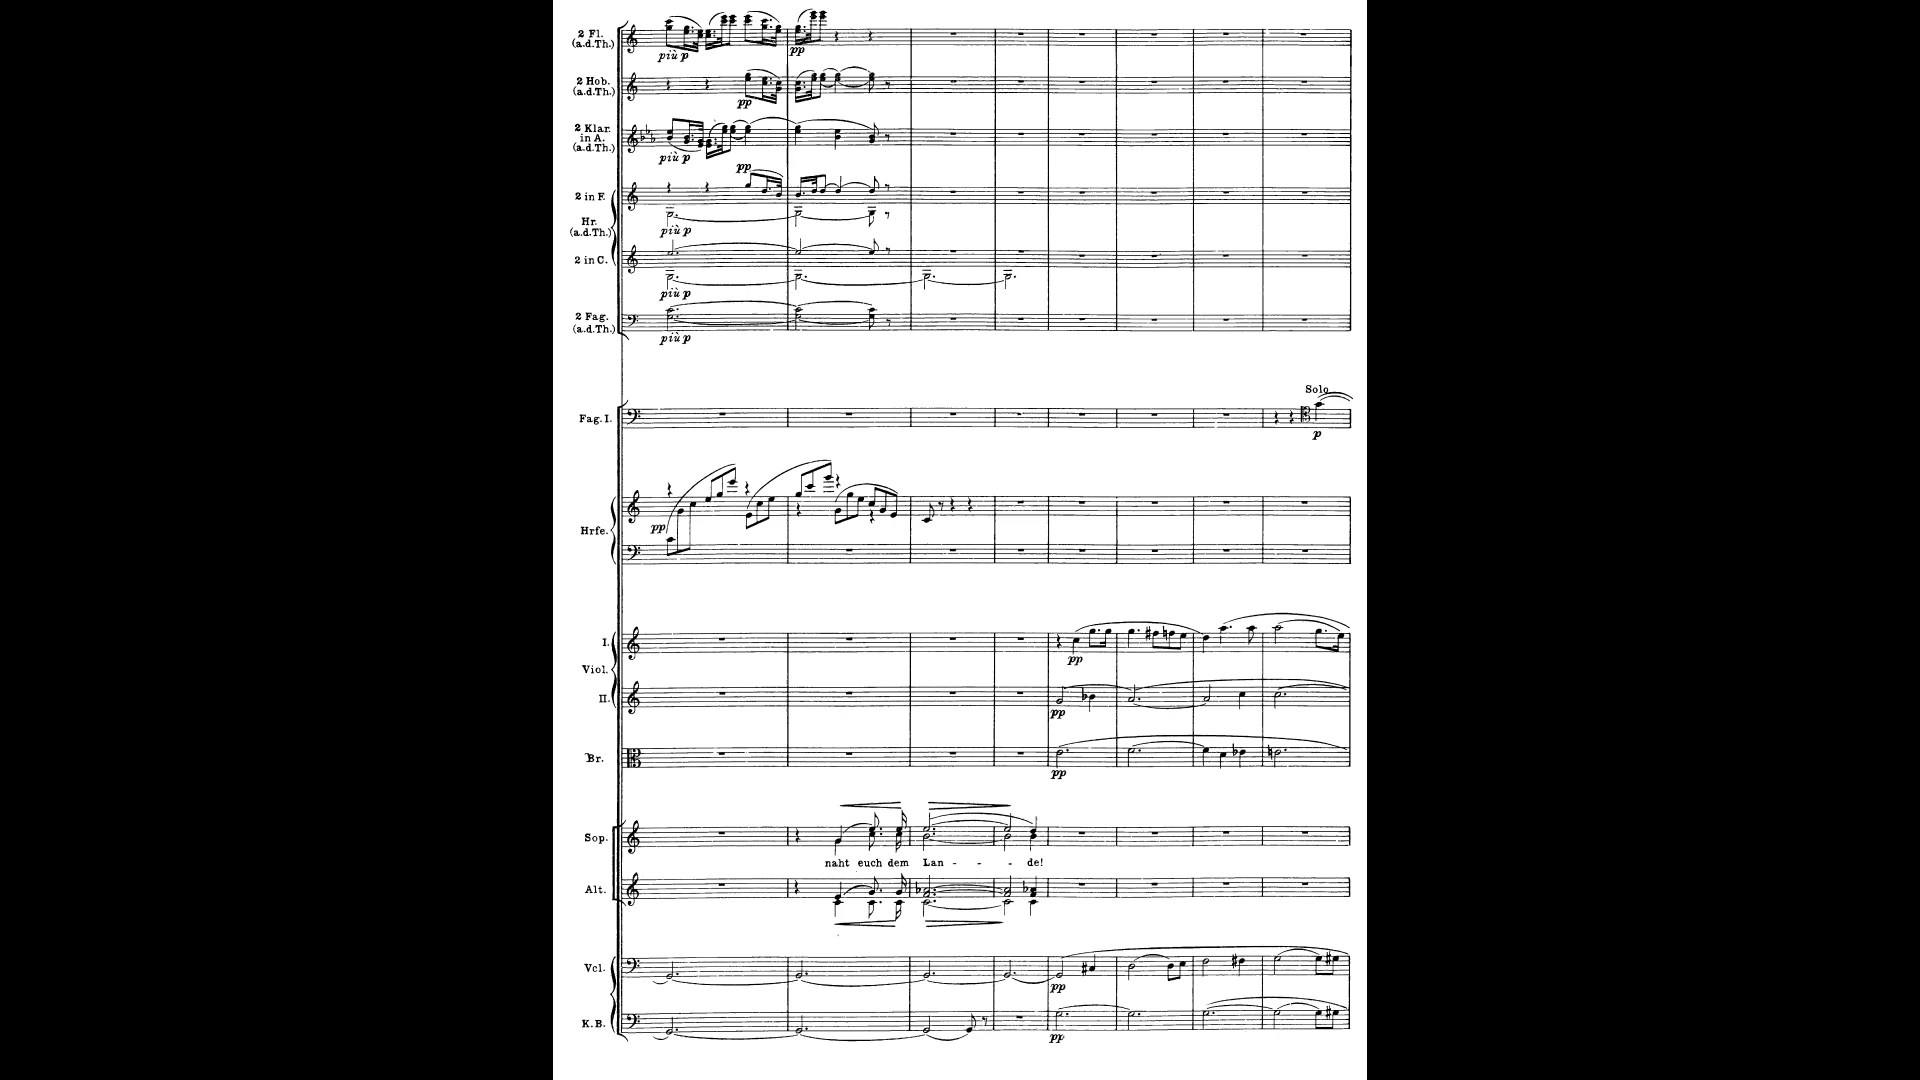 2 Fl.
(a.d.Th.)
più p
pp
2 Hob.
(a.d.Th.)
pp
2 Klar.
in A.
(a.d.Th.)
più p
pp
2 in F.
Hr.
(a.d.Th.)
più p
2 in C.
più p
2 Fag.
(a.d.Th.)
più p
Solo
Fag. I.
p
pp
Hrfe.
I.
pp
Viol.
II.
pp
Br.
pp
Sop.
naht euch dem Lan - - - de!
Alt.
Vcl.
pp
K. B.
pp